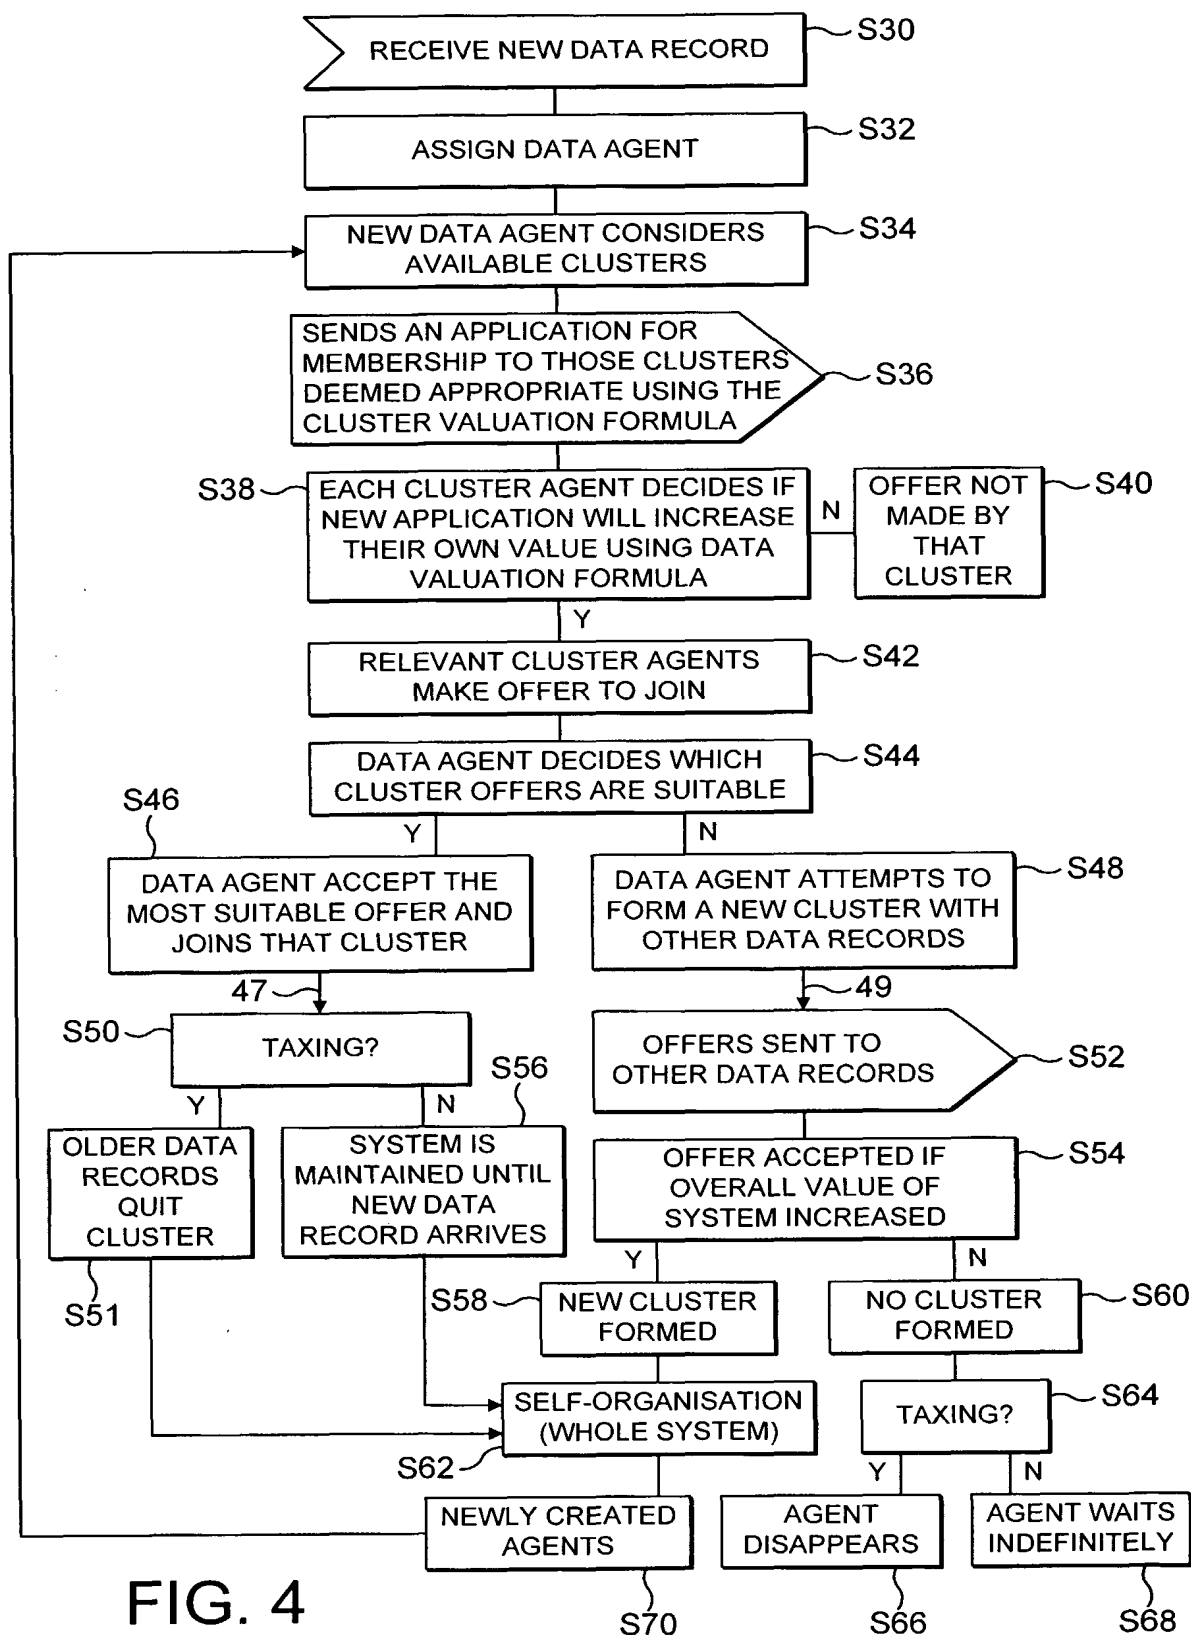 RECEIVE NEW DATA RECORD
S30
ASSIGN DATA AGENT
S32
NEW DATA AGENT CONSIDERS
AVAILABLE CLUSTERS
S34
SENDS AN APPLICATION FOR
MEMBERSHIP TO THOSE CLUSTERS
DEEMED APPROPRIATE USING THE
CLUSTER VALUATION FORMULA
S36
S38
EACH CLUSTER AGENT DECIDES IF
NEW APPLICATION WILL INCREASE
THEIR OWN VALUE USING DATA
VALUATION FORMULA
N
OFFER NOT
MADE BY
THAT
CLUSTER
S40
Y
RELEVANT CLUSTER AGENTS
MAKE OFFER TO JOIN
S42
DATA AGENT DECIDES WHICH
CLUSTER OFFERS ARE SUITABLE
S44
S46
Y
N
DATA AGENT ACCEPT THE
MOST SUITABLE OFFER AND
JOINS THAT CLUSTER
DATA AGENT ATTEMPTS TO
FORM A NEW CLUSTER WITH
OTHER DATA RECORDS
S48
47
49
S50
TAXING?
OFFERS SENT TO
OTHER DATA RECORDS
S52
Y
N
S56
OLDER DATA
RECORDS
QUIT
CLUSTER
S51
SYSTEM IS
MAINTAINED UNTIL
NEW DATA
RECORD ARRIVES
OFFER ACCEPTED IF
OVERALL VALUE OF
SYSTEM INCREASED
S54
Y
N
S58
NEW CLUSTER
FORMED
NO CLUSTER
FORMED
S60
SELF-ORGANISATION
(WHOLE SYSTEM)
S62
TAXING?
S64
Y
N
NEWLY CREATED
AGENTS
S70
AGENT
DISAPPEARS
S66
AGENT WAITS
INDEFINITELY
S68
FIG. 4